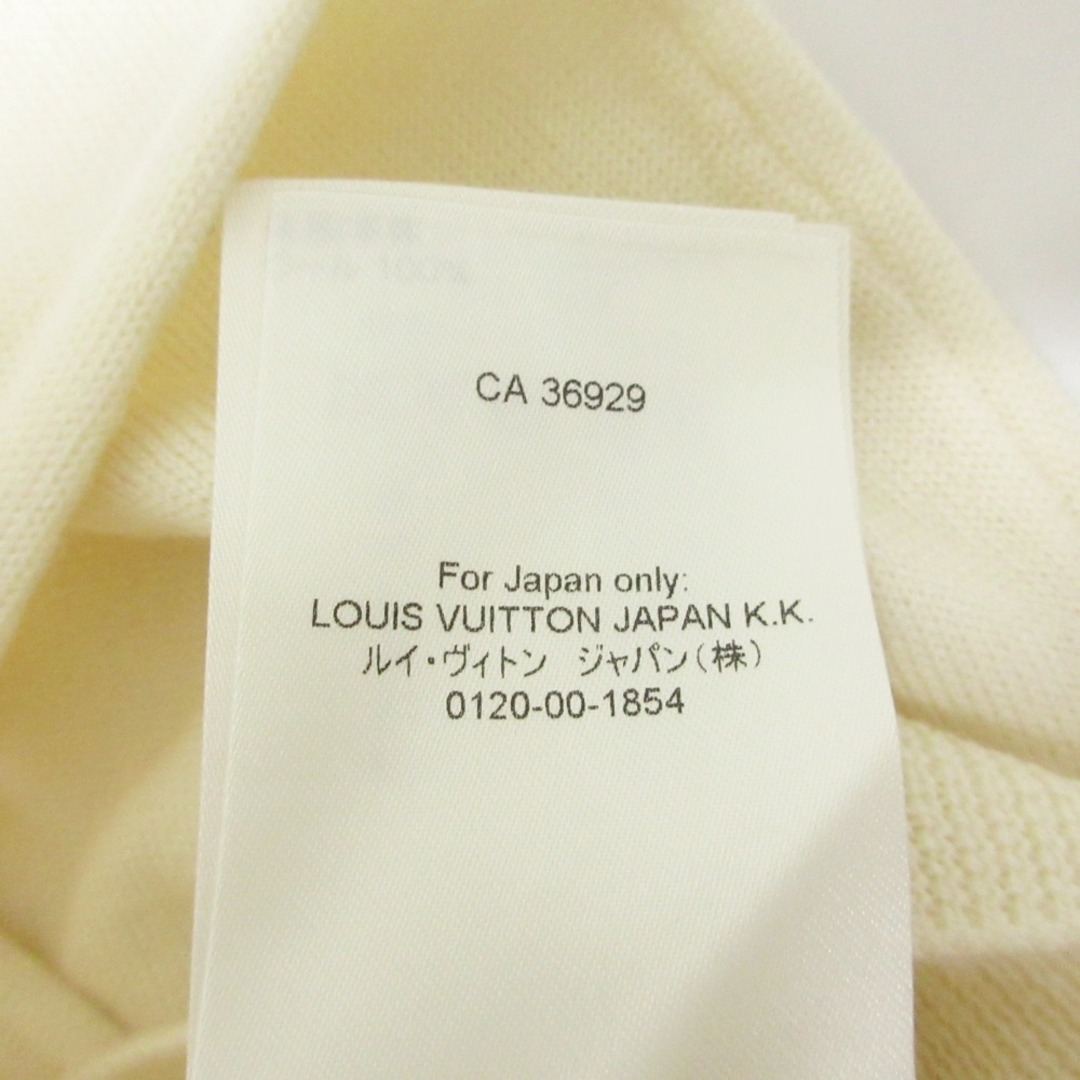 100%
CA 36929
For Japan only:
LOUIS VUITTON JAPAN K.K.
ルイ・ヴィトン　ジャパン(株)
0120-00-1854